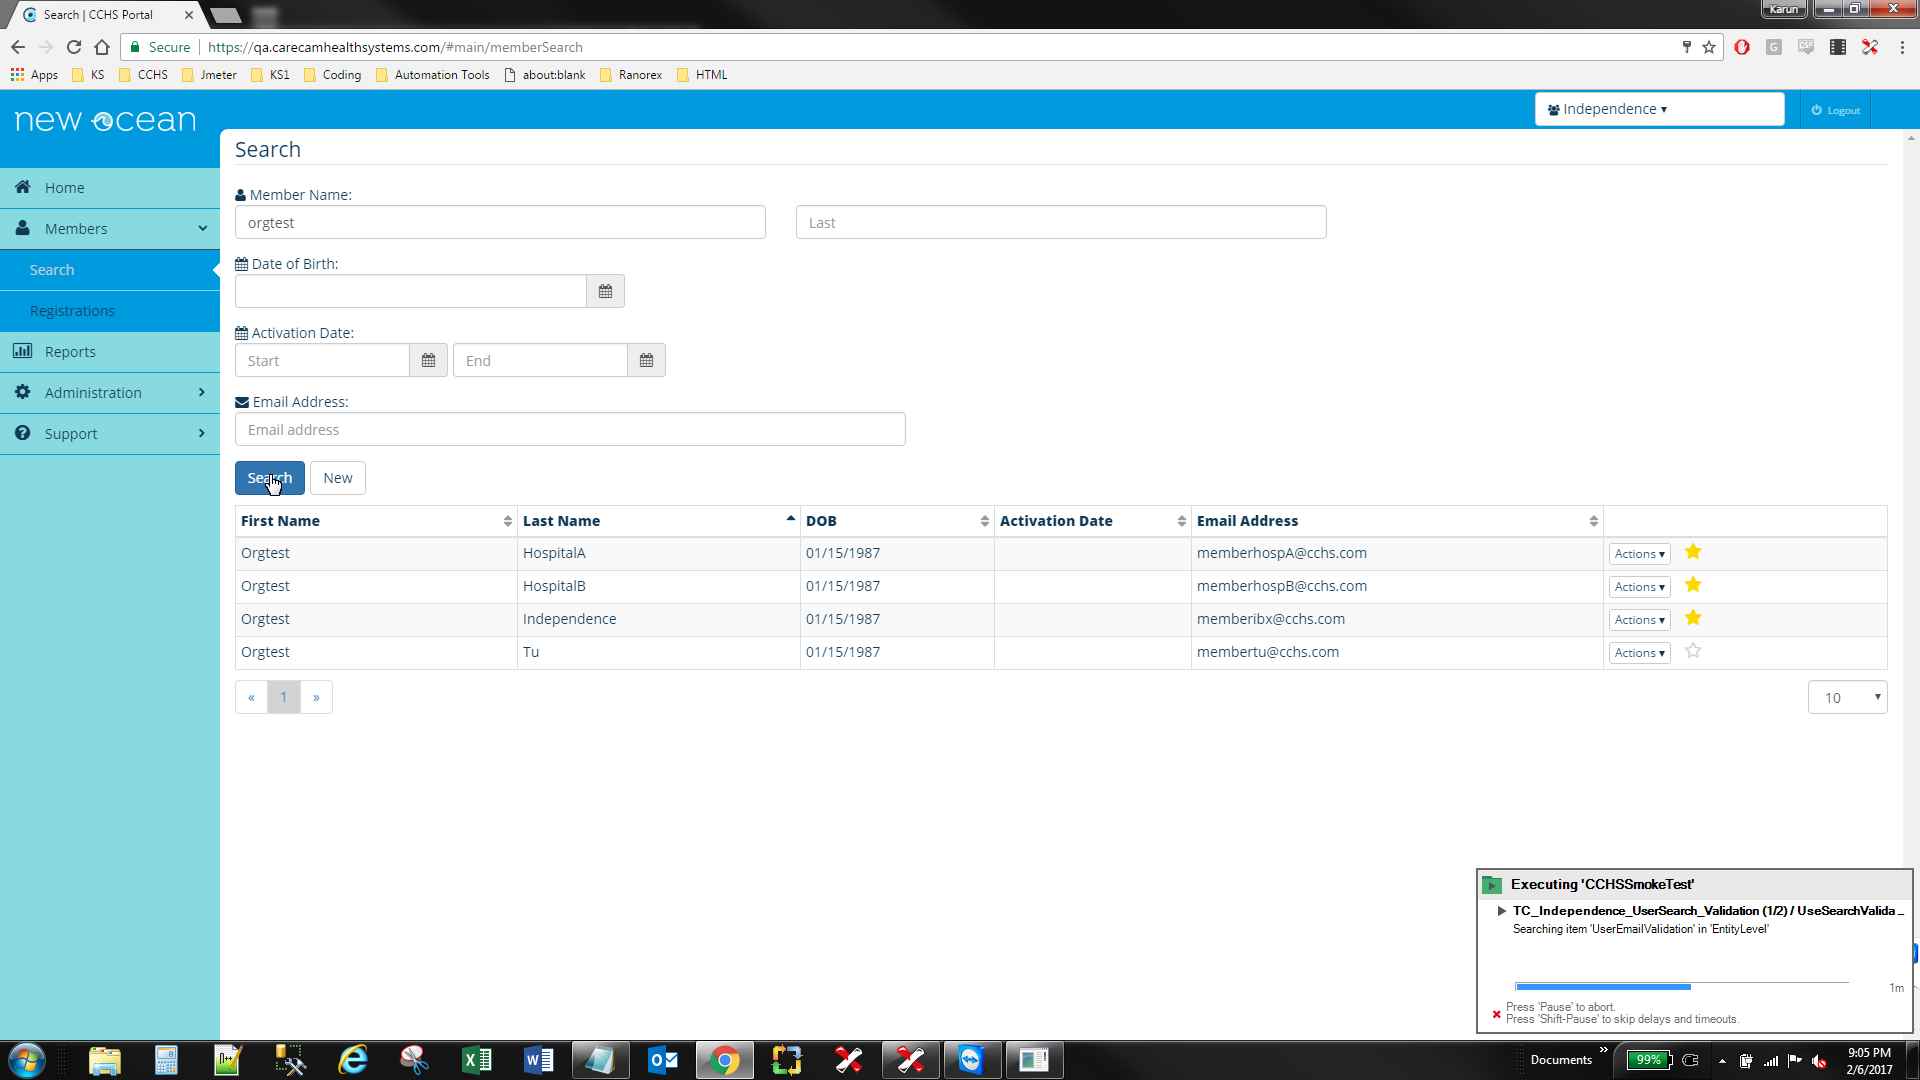 Search | CCHS Portal
Karun
Secure
https://qa.carecamhealthsystems.com/#main/memberSearch
Apps KS CCHS Jmeter KS1 Coding Automation Tools about:blank Ranorex HTML
new ocean
Independence
Logout
Search
Home
Members
Search
Registrations
Reports
Administration
Support
Member Name:
orgtest
Last
Date of Birth:
Activation Date:
Start
End
Email Address:
Email address
Search New
First Name Last Name DOB Activation Date Email Address
Orgtest HospitalA 01/15/1987 memberhospA@cchs.com Actions
Orgtest HospitalB 01/15/1987 memberhospB@cchs.com Actions
Orgtest Independence 01/15/1987 memberibx@cchs.com Actions
Orgtest Tu 01/15/1987 membertu@cchs.com Actions
« 1 »
10
Executing 'CCHSSmokeTest'
TC_Independence_UserSearch_Validation (1/2) / UseSearchValida...
Searching item 'UserEmailValidation' in 'EntityLevel'
1m
Press 'Pause' to abort.
Press 'Shift-Pause' to skip delays and timeouts.
Documents
99%
9:05 PM
2/6/2017